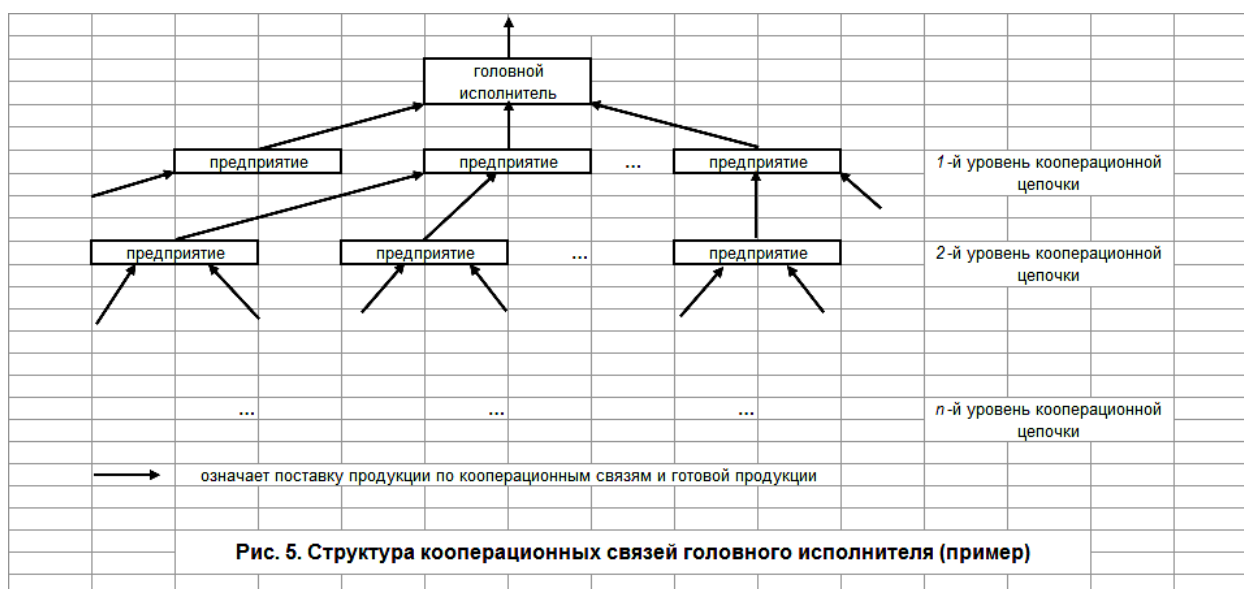 головной
исполнитель
предприятие
предприятие
...
предприятие
1-й уровень кооперационной
цепочки
предприятие
предприятие
...
предприятие
2-й уровень кооперационной
цепочки
...
...
...
n-й уровень кооперационной
цепочки
означает поставку продукции по кооперационным связям и готовой продукции
Рис. 5. Структура кооперационных связей головного исполнителя (пример)